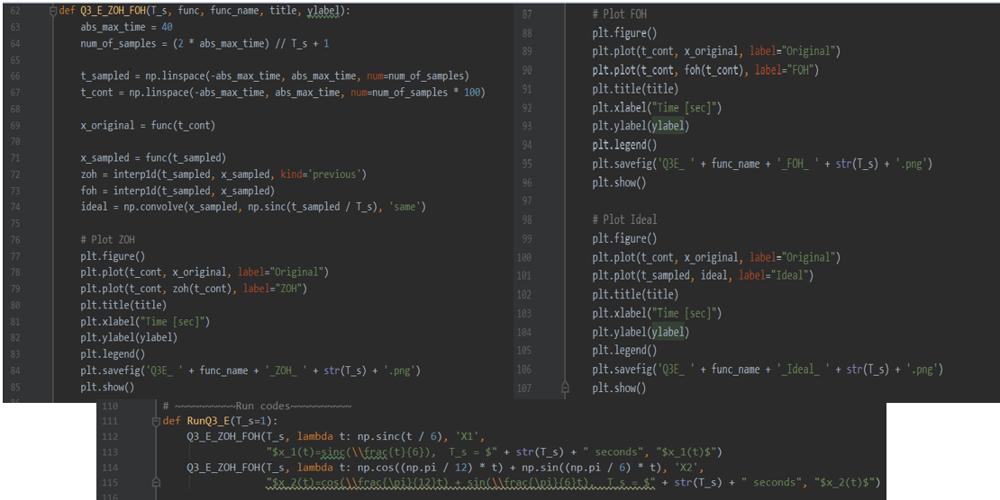 62 def Q3_E_ZOH_FOH(T_s, func, func_name, title, ylabel):
63 abs_max_time = 40
64 num_of_samples = (2 * abs_max_time) // T_s + 1
65
66 t_sampled = np.linspace(-abs_max_time, abs_max_time, num=num_of_samples)
67 t_cont = np.linspace(-abs_max_time, abs_max_time, num=num_of_samples * 100)
68
69 x_original = func(t_cont)
70
71 x_sampled = func(t_sampled)
72 zoh = interp1d(t_sampled, x_sampled, kind='previous')
73 foh = interp1d(t_sampled, x_sampled)
74 ideal = np.convolve(x_sampled, np.sinc(t_sampled / T_s), 'same')
75
76 # Plot ZOH
77 plt.figure()
78 plt.plot(t_cont, x_original, label="Original")
79 plt.plot(t_cont, zoh(t_cont), label="ZOH")
80 plt.title(title)
81 plt.xlabel("Time [sec]")
82 plt.ylabel(ylabel)
83 plt.legend()
84 plt.savefig('Q3E_ ' + func_name + '_ZOH_ ' + str(T_s) + '.png')
85 plt.show()
87 # Plot FOH
88 plt.figure()
89 plt.plot(t_cont, x_original, label="Original")
90 plt.plot(t_cont, foh(t_cont), label="FOH")
91 plt.title(title)
92 plt.xlabel("Time [sec]")
93 plt.ylabel(ylabel)
94 plt.legend()
95 plt.savefig('Q3E_ ' + func_name + '_FOH_ ' + str(T_s) + '.png')
96 plt.show()
97
98 # Plot Ideal
99 plt.figure()
100 plt.plot(t_cont, x_original, label="Original")
101 plt.plot(t_sampled, ideal, label="Ideal")
102 plt.title(title)
103 plt.xlabel("Time [sec]")
104 plt.ylabel(ylabel)
105 plt.legend()
106 plt.savefig('Q3E_ ' + func_name + '_Ideal_ ' + str(T_s) + '.png')
107 plt.show()
110 # ~~~~~~~~~~Run codes~~~~~~~~~~
111 def RunQ3_E(T_s=1):
112 Q3_E_ZOH_FOH(T_s, lambda t: np.sinc(t / 6), 'X1',
113 "$x_1(t)=sinc(\\frac{t}{6}),  T_s = $" + str(T_s) + " seconds", "$x_1(t)$")
114 Q3_E_ZOH_FOH(T_s, lambda t: np.cos((np.pi / 12) * t) + np.sin((np.pi / 6) * t), 'X2',
115 "$x_2(t)=cos(\\frac{\pi}{12}t) + sin(\\frac{\pi}{6}t),  T_s = $" + str(T_s) + " seconds", "$x_2(t)$")